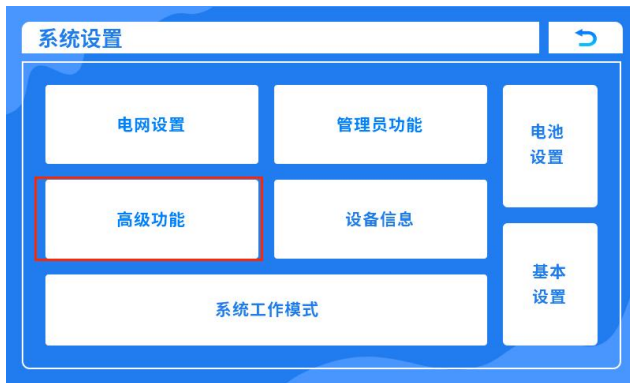 系统设置
电网设置
管理员功能
电池
设置
高级功能
设备信息
基本
设置
系统工作模式